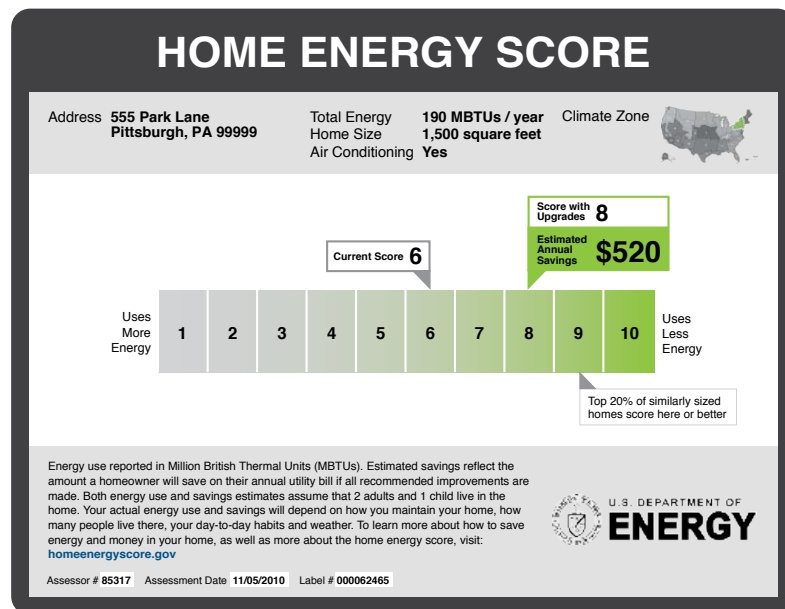 HOME ENERGY SCORE
Address 555 Park Lane
Pittsburgh, PA 99999
Total Energy 190 MBTUs / year
Home Size 1,500 square feet
Air Conditioning Yes
Climate Zone
Score with
Upgrades 8
Estimated
Annual
Savings $520
Current Score 6
Uses
More
Energy
1 2 3 4 5 6 7 8 9 10
Uses
Less
Energy
Top 20% of similarly sized
homes score here or better
Energy use reported in Million British Thermal Units (MBTUs). Estimated savings reflect the
amount a homeowner will save on their annual utility bill if all recommended improvements are
made. Both energy use and savings estimates assume that 2 adults and 1 child live in the
home. Your actual energy use and savings will depend on how you maintain your home, how
many people live there, your day-to-day habits and weather. To learn more about how to save
energy and money in your home, as well as more about the home energy score, visit:
homeenergyscore.gov
Assessor # 85317 Assessment Date 11/05/2010 Label # 000062465
U.S. DEPARTMENT OF
ENERGY